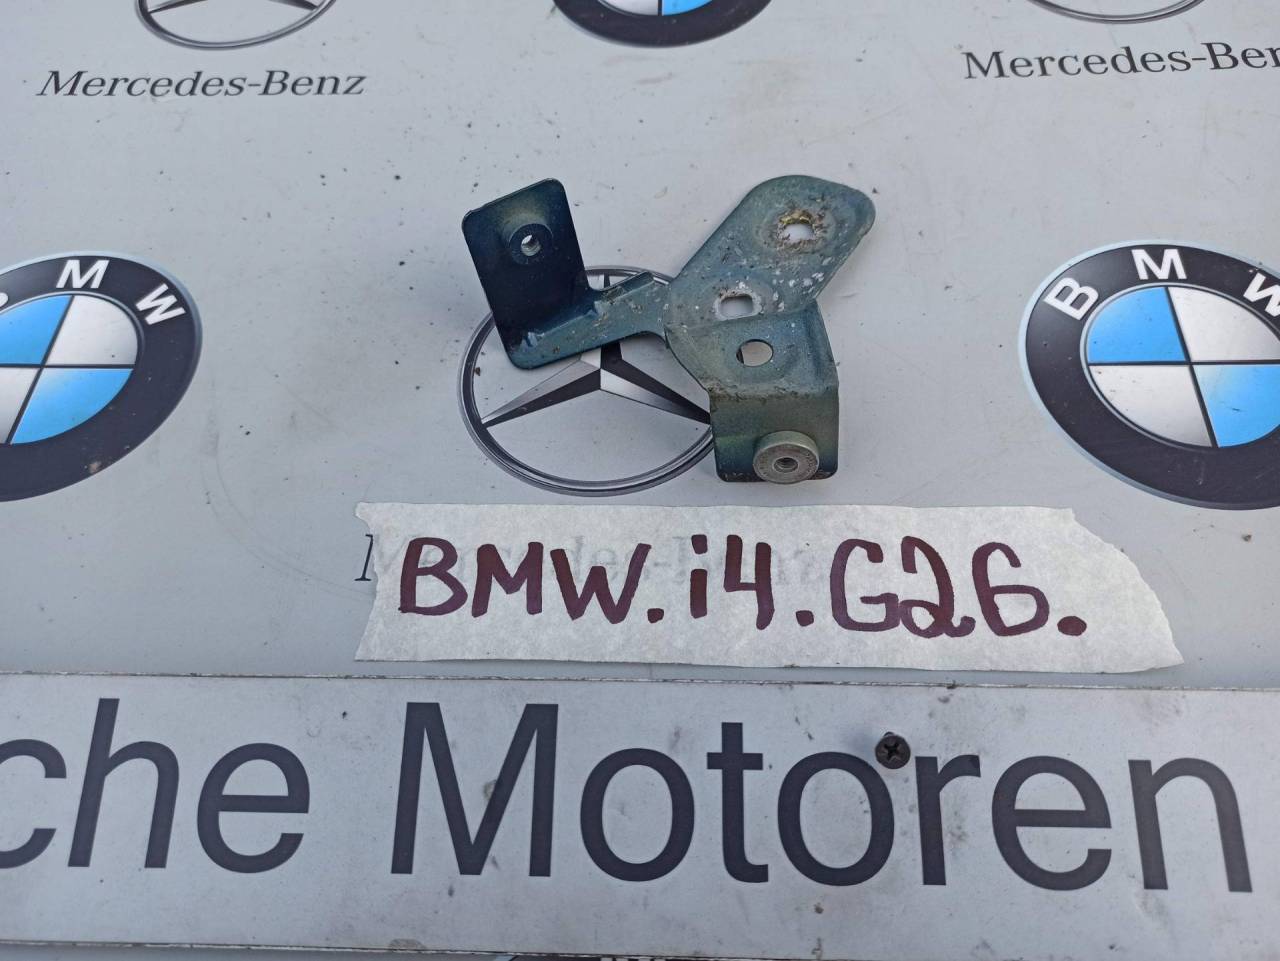 Mercedes-Benz
Mercedes-Ben
BMW
BMW
BMW.i4.G26.
che Motoren